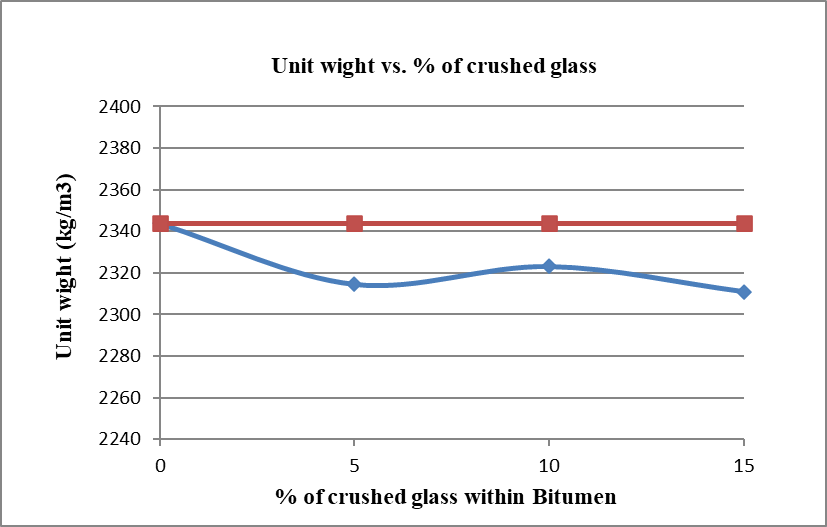 Unit wight vs. % of crushed glass
2400
2380
2360
2340
2320
2300
2280
2260
2240
Unit wight (kg/m3)
0 5 10 15
% of crushed glass within Bitumen